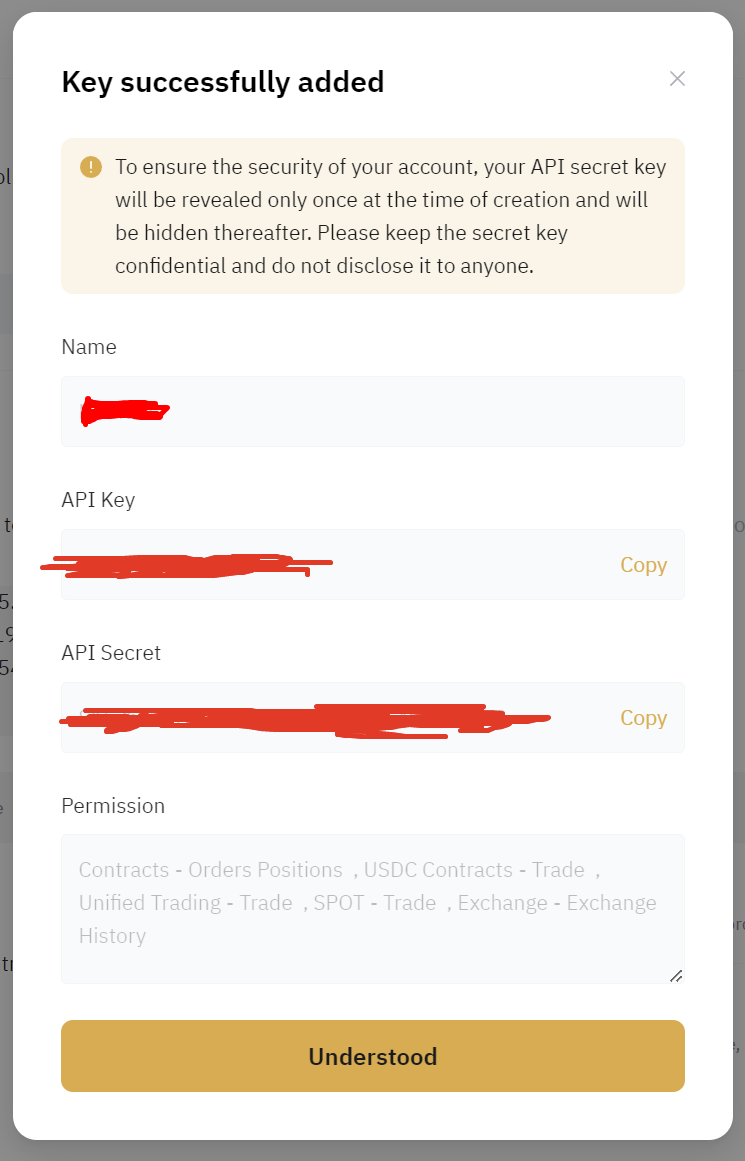 Key successfully added
To ensure the security of your account, your API secret key
will be revealed only once at the time of creation and will
be hidden thereafter. Please keep the secret key
confidential and do not disclose it to anyone.
Name
API Key
Copy
API Secret
Copy
Permission
Contracts - Orders Positions , USDC Contracts - Trade ,
Unified Trading - Trade , SPOT - Trade , Exchange - Exchange
History
Understood